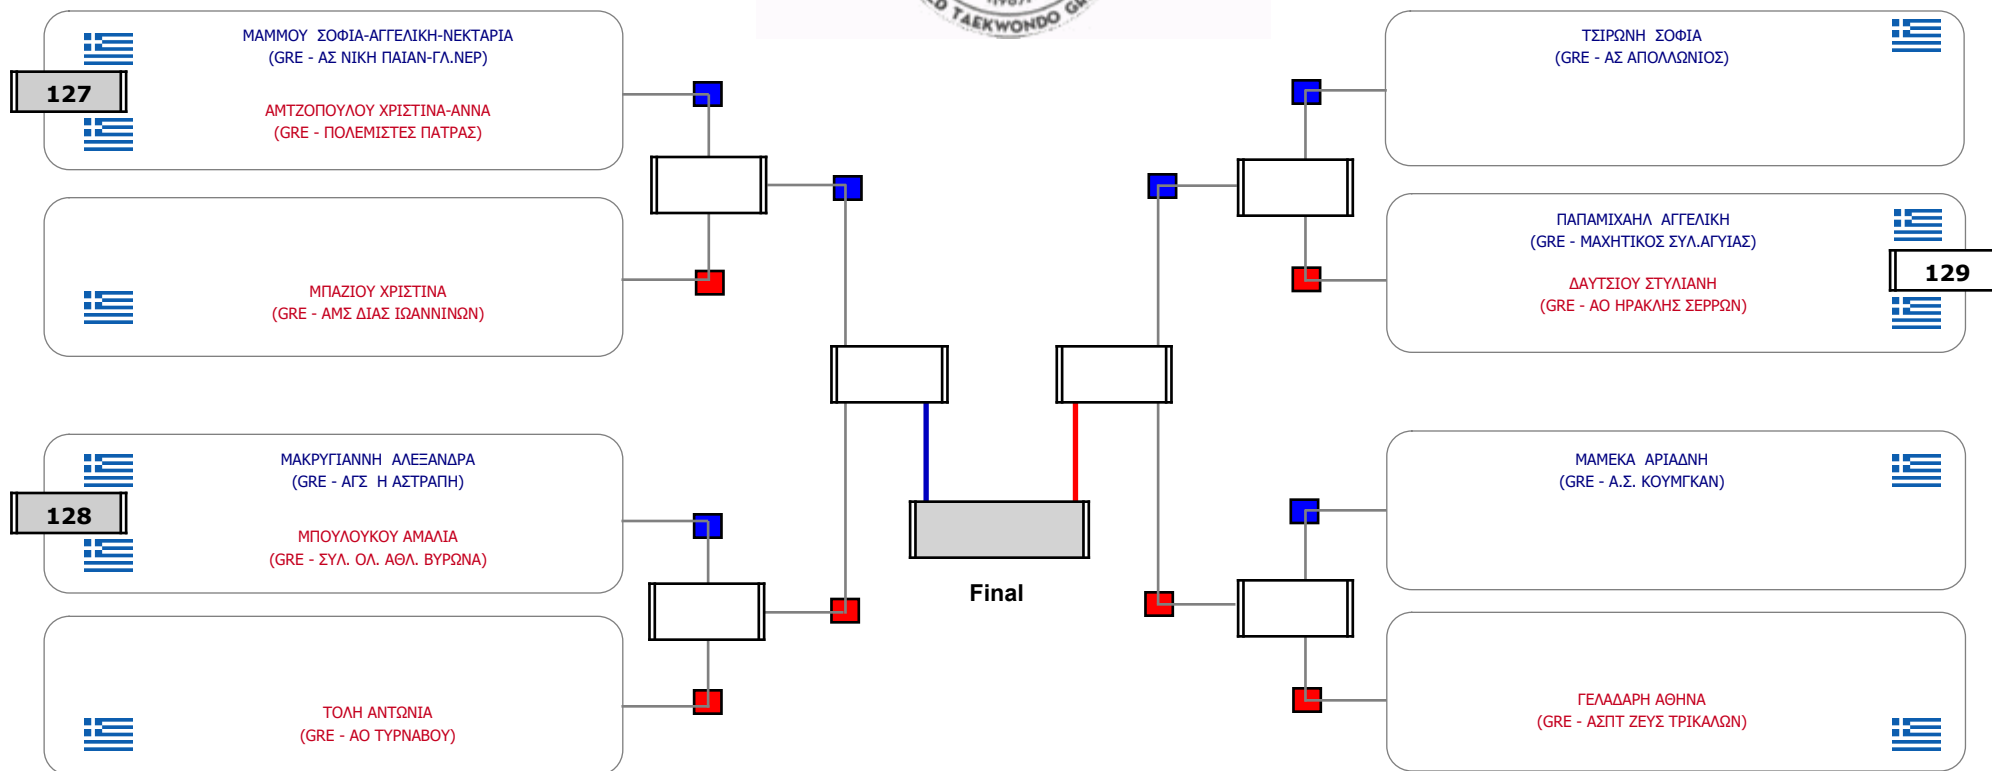 TAEKWONDO
ΜΑΜΜΟΥ ΣΟΦΙΑ-ΑΓΓΕΛΙΚΗ-ΝΕΚΤΑΡΙΑ
(GRE - ΑΣ ΝΙΚΗ ΠΑΙΑΝ-ΓΛ.ΝΕΡ)
127
ΑΜΤΖΟΠΟΥΛΟΥ ΧΡΙΣΤΙΝΑ-ΑΝΝΑ
(GRE - ΠΟΛΕΜΙΣΤΕΣ ΠΑΤΡΑΣ)
ΜΠΑΖΙΟΥ ΧΡΙΣΤΙΝΑ
(GRE - ΑΜΣ ΔΙΑΣ ΙΩΑΝΝΙΝΩΝ)
ΜΑΚΡΥΓΙΑΝΝΗ ΑΛΕΞΑΝΔΡΑ
(GRE - ΑΓΣ Η ΑΣΤΡΑΠΗ)
128
ΜΠΟΥΛΟΥΚΟΥ ΑΜΑΛΙΑ
(GRE - ΣΥΛ. ΟΛ. ΑΘΛ. ΒΥΡΩΝΑ)
ΤΟΛΗ ΑΝΤΩΝΙΑ
(GRE - ΑΟ ΤΥΡΝΑΒΟΥ)
Final
ΤΣΙΡΩΝΗ ΣΟΦΙΑ
(GRE - ΑΣ ΑΠΟΛΛΩΝΙΟΣ)
ΠΑΠΑΜΙΧΑΗΛ ΑΓΓΕΛΙΚΗ
(GRE - ΜΑΧΗΤΙΚΟΣ ΣΥΛ.ΑΓΥΙΑΣ)
129
ΔΑΥΤΣΙΟΥ ΣΤΥΛΙΑΝΗ
(GRE - ΑΟ ΗΡΑΚΛΗΣ ΣΕΡΡΩΝ)
ΜΑΜΕΚΑ ΑΡΙΑΔΝΗ
(GRE - Α.Σ. ΚΟΥΜΓΚΑΝ)
ΓΕΛΑΔΑΡΗ ΑΘΗΝΑ
(GRE - ΑΣΠΤ ΖΕΥΣ ΤΡΙΚΑΛΩΝ)